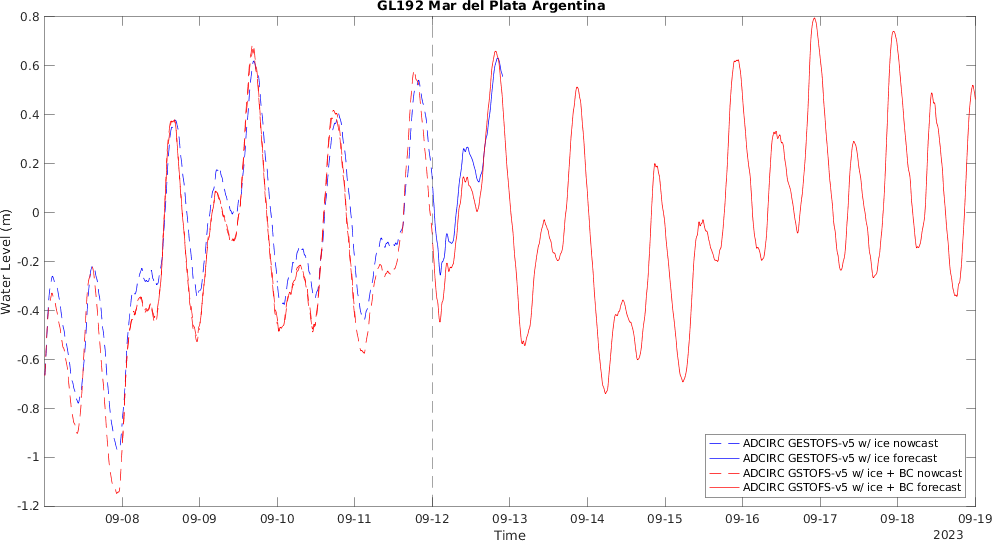 GL192 Mar del Plata Argentina
0.8
0.6
0.4
0.2
0
-0.2
-0.4
-0.6
-0.8
-1
-1.2
Water Level (m)
ADCIRC GESTOFS-v5 w/ ice nowcast
ADCIRC GESTOFS-v5 w/ ice forecast
ADCIRC GSTOFS-v5 w/ ice + BC nowcast
ADCIRC GSTOFS-v5 w/ ice + BC forecast
09-08 09-09 09-10 09-11 09-12 09-13 09-14 09-15 09-16 09-17 09-18 09-19
Time
2023